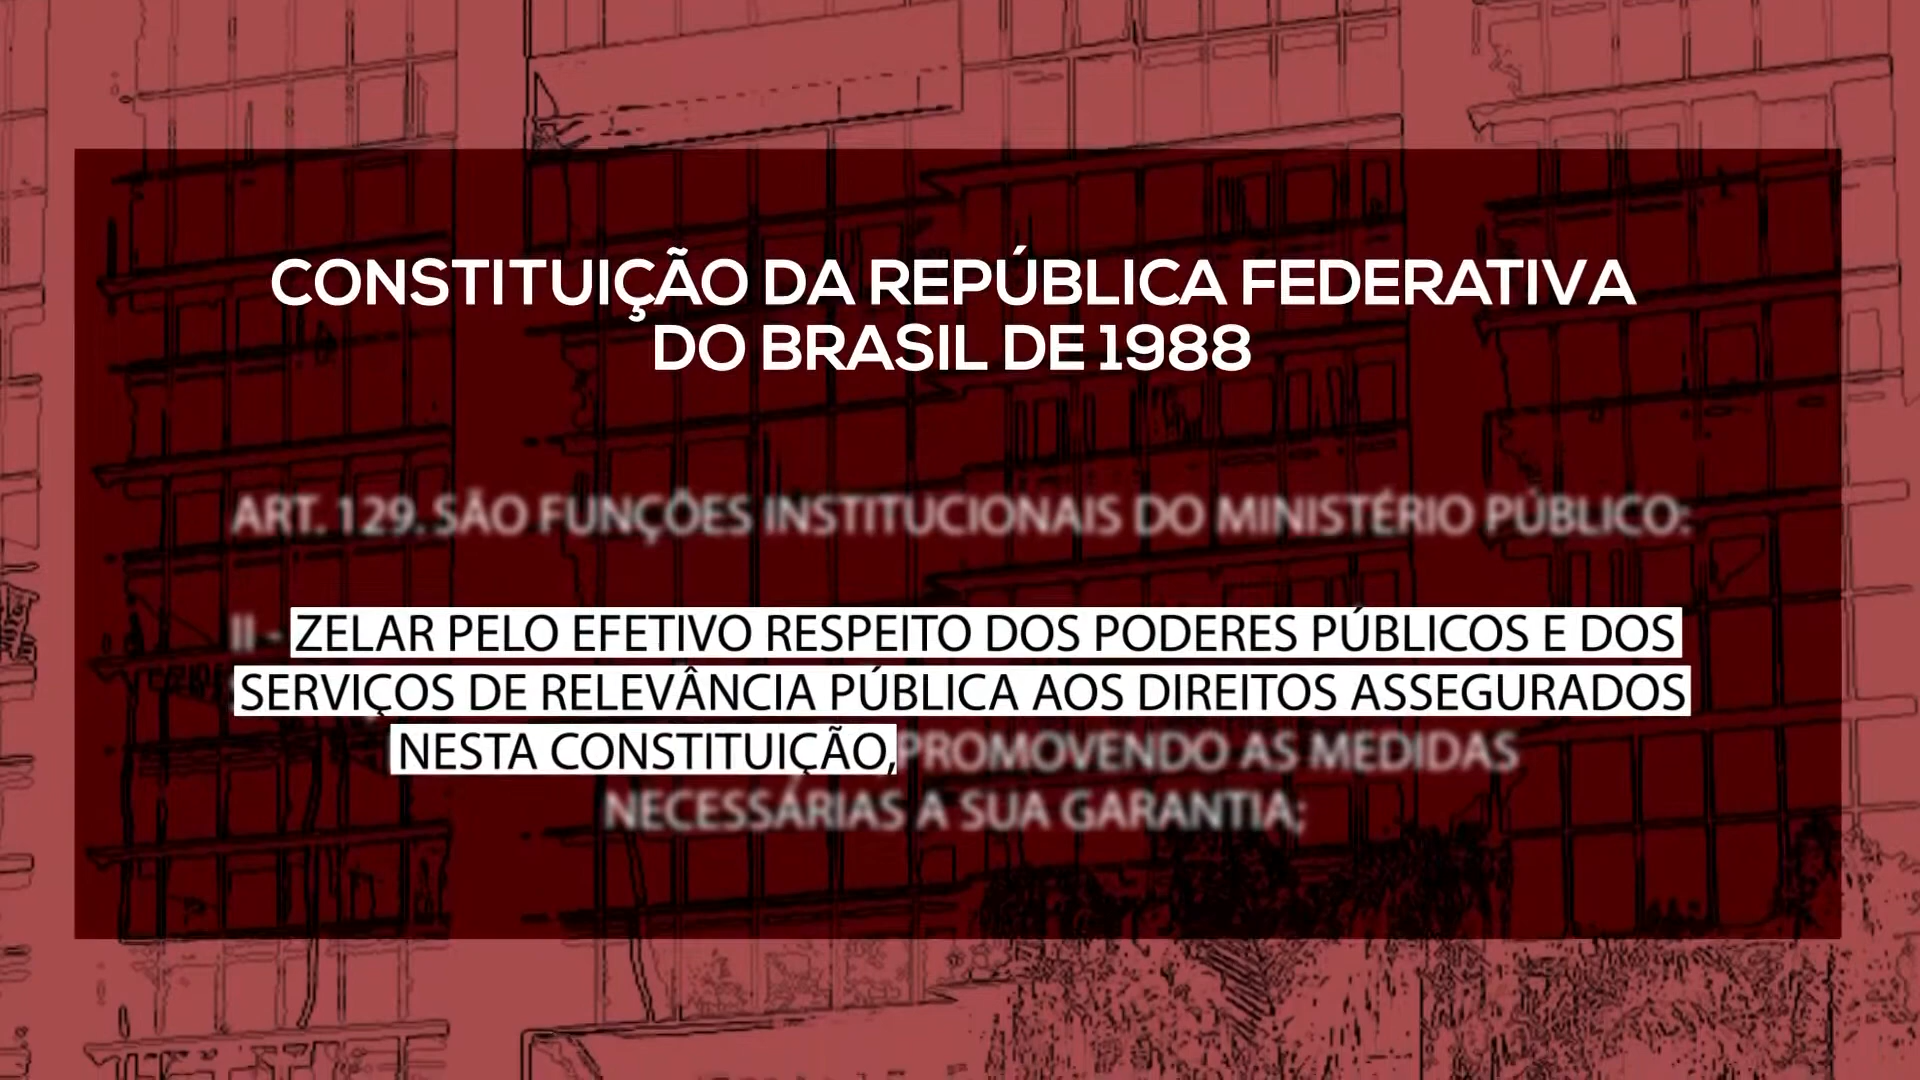 CONSTITUIÇÃO DA REPÚBLICA FEDERATIVA
DO BRASIL DE 1988
ART. 129. SÃO FUNÇÕES INSTITUCIONAIS DO MINISTÉRIO PÚBLICO:
II - ZELAR PELO EFETIVO RESPEITO DOS PODERES PÚBLICOS E DOS
SERVIÇOS DE RELEVÂNCIA PÚBLICA AOS DIREITOS ASSEGURADOS
NESTA CONSTITUIÇÃO, PROMOVENDO AS MEDIDAS
NECESSÁRIAS A SUA GARANTIA;